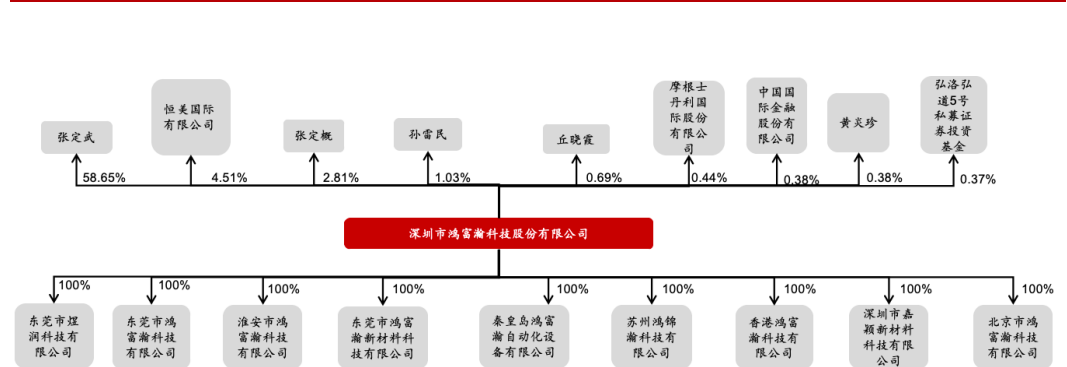 张定武
恒美国际
有限公司
张定概
孙雷民
丘晓霞
摩根士
丹利国
际股份
有限公
司
中国国
际金融
股份有
限公司
黄炎珍
弘洛弘
道5号
私募证
券投资
基金
58.65%
4.51%
2.81%
1.03%
0.69%
0.44%
0.38%
0.38%
0.37%
深圳市鸿富瀚科技股份有限公司
100%
100%
100%
100%
100%
100%
100%
100%
100%
东莞市煜
润科技有
限公司
东莞市鸿
富瀚科技
有限公司
淮安市鸿
富瀚科技
有限公司
东莞市鸿富
瀚新材料科
技有限公司
秦皇岛鸿富
瀚自动化设
备有限公司
苏州鸿锦
瀚科技有
限公司
香港鸿富
瀚科技有
限公司
深圳市嘉
颖新材料
科技有限
公司
北京市鸿
富瀚科技
有限公司